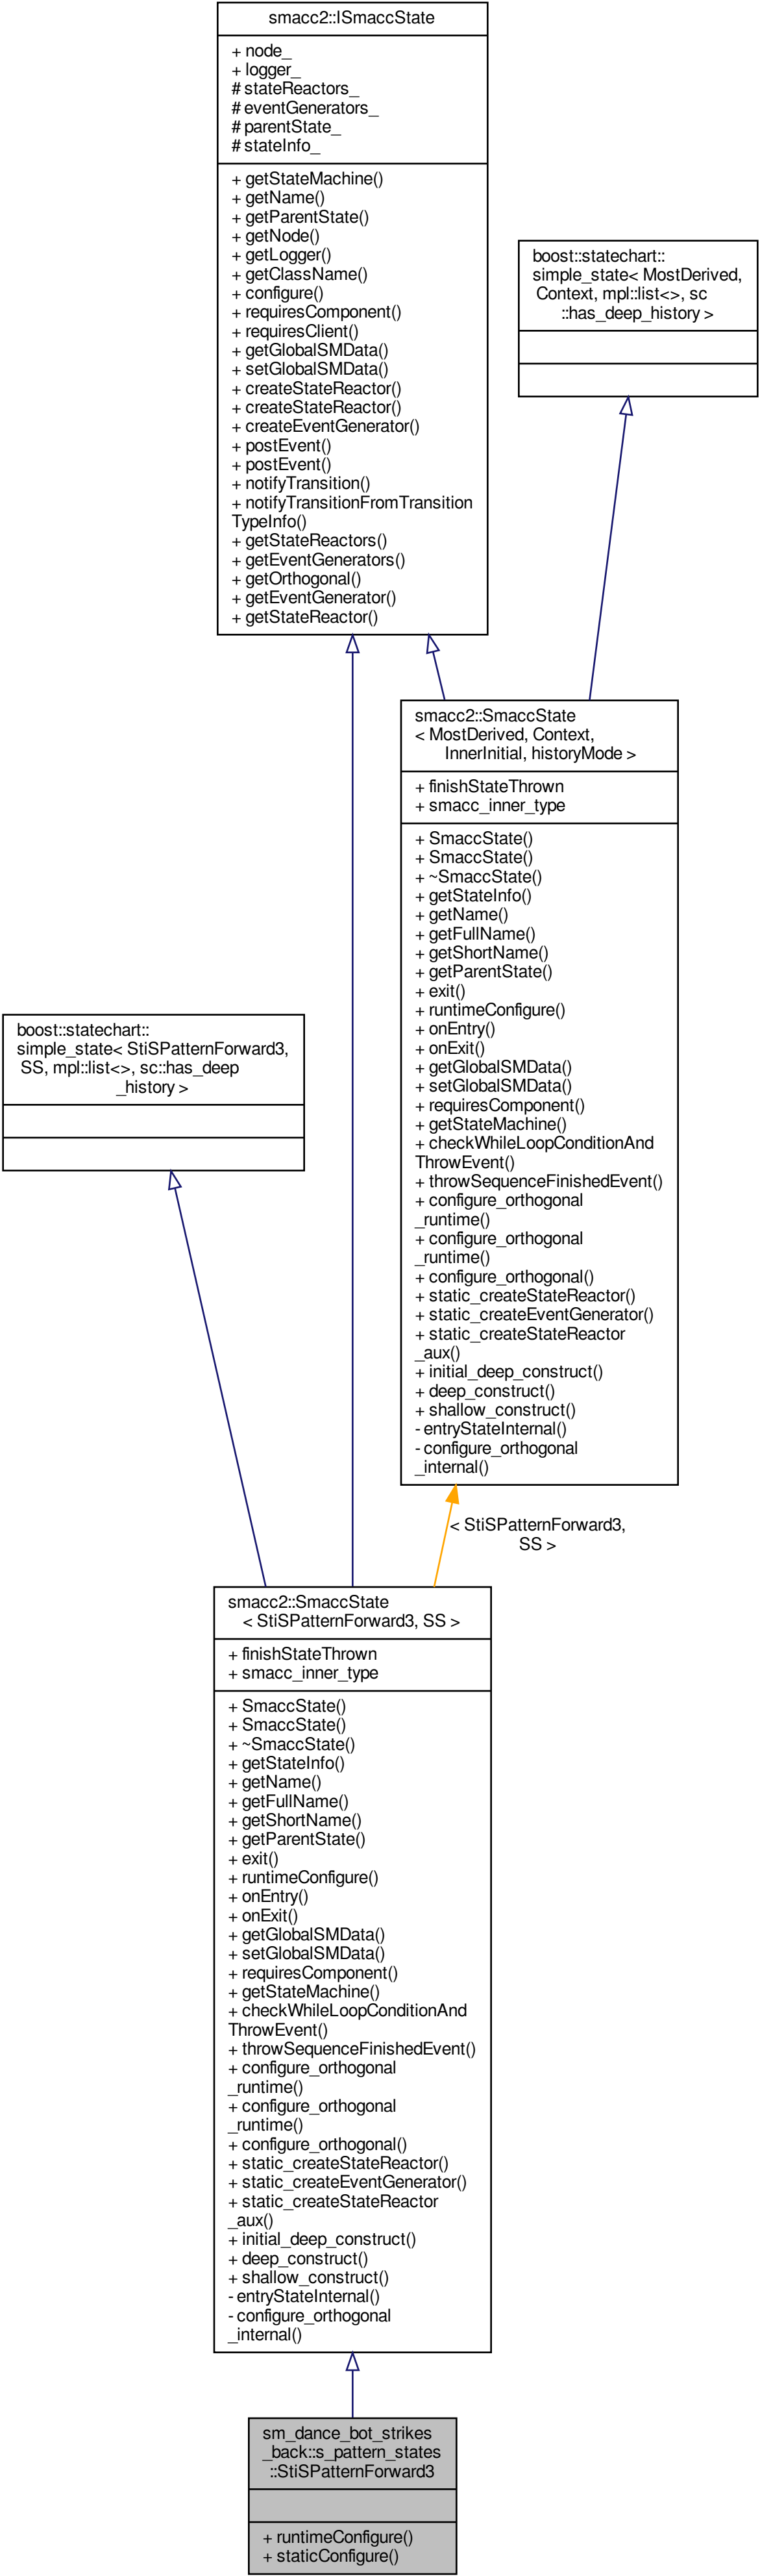 smacc2::ISmaccState
+ node_
+ logger_
# stateReactors_
# eventGenerators_
# parentState_
# stateInfo_
+ getStateMachine()
+ getName()
+ getParentState()
+ getNode()
+ getLogger()
+ getClassName()
+ configure()
+ requiresComponent()
+ requiresClient()
+ getGlobalSMData()
+ setGlobalSMData()
+ createStateReactor()
+ createStateReactor()
+ createEventGenerator()
+ postEvent()
+ postEvent()
+ notifyTransition()
+ notifyTransitionFromTransition
TypeInfo()
+ getStateReactors()
+ getEventGenerators()
+ getOrthogonal()
+ getEventGenerator()
+ getStateReactor()
boost::statechart::
simple_state< MostDerived,
Context, mpl::list<>, sc
::has_deep_history >
smacc2::SmaccState
< MostDerived, Context,
InnerInitial, historyMode >
+ finishStateThrown
+ smacc_inner_type
+ SmaccState()
+ SmaccState()
+ ~SmaccState()
+ getStateInfo()
+ getName()
+ getFullName()
+ getShortName()
+ getParentState()
+ exit()
+ runtimeConfigure()
+ onEntry()
+ onExit()
+ getGlobalSMData()
+ setGlobalSMData()
+ requiresComponent()
+ getStateMachine()
+ checkWhileLoopConditionAnd
ThrowEvent()
+ throwSequenceFinishedEvent()
+ configure_orthogonal
_runtime()
+ configure_orthogonal
_runtime()
+ configure_orthogonal()
+ static_createStateReactor()
+ static_createEventGenerator()
+ static_createStateReactor
_aux()
+ initial_deep_construct()
+ deep_construct()
+ shallow_construct()
- entryStateInternal()
- configure_orthogonal
_internal()
boost::statechart::
simple_state< StiSPatternForward3,
SS, mpl::list<>, sc::has_deep
_history >
< StiSPatternForward3,
SS >
smacc2::SmaccState
< StiSPatternForward3, SS >
+ finishStateThrown
+ smacc_inner_type
+ SmaccState()
+ SmaccState()
+ ~SmaccState()
+ getStateInfo()
+ getName()
+ getFullName()
+ getShortName()
+ getParentState()
+ exit()
+ runtimeConfigure()
+ onEntry()
+ onExit()
+ getGlobalSMData()
+ setGlobalSMData()
+ requiresComponent()
+ getStateMachine()
+ checkWhileLoopConditionAnd
ThrowEvent()
+ throwSequenceFinishedEvent()
+ configure_orthogonal
_runtime()
+ configure_orthogonal
_runtime()
+ configure_orthogonal()
+ static_createStateReactor()
+ static_createEventGenerator()
+ static_createStateReactor
_aux()
+ initial_deep_construct()
+ deep_construct()
+ shallow_construct()
- entryStateInternal()
- configure_orthogonal
_internal()
sm_dance_bot_strikes
_back::s_pattern_states
::StiSPatternForward3
+ runtimeConfigure()
+ staticConfigure()